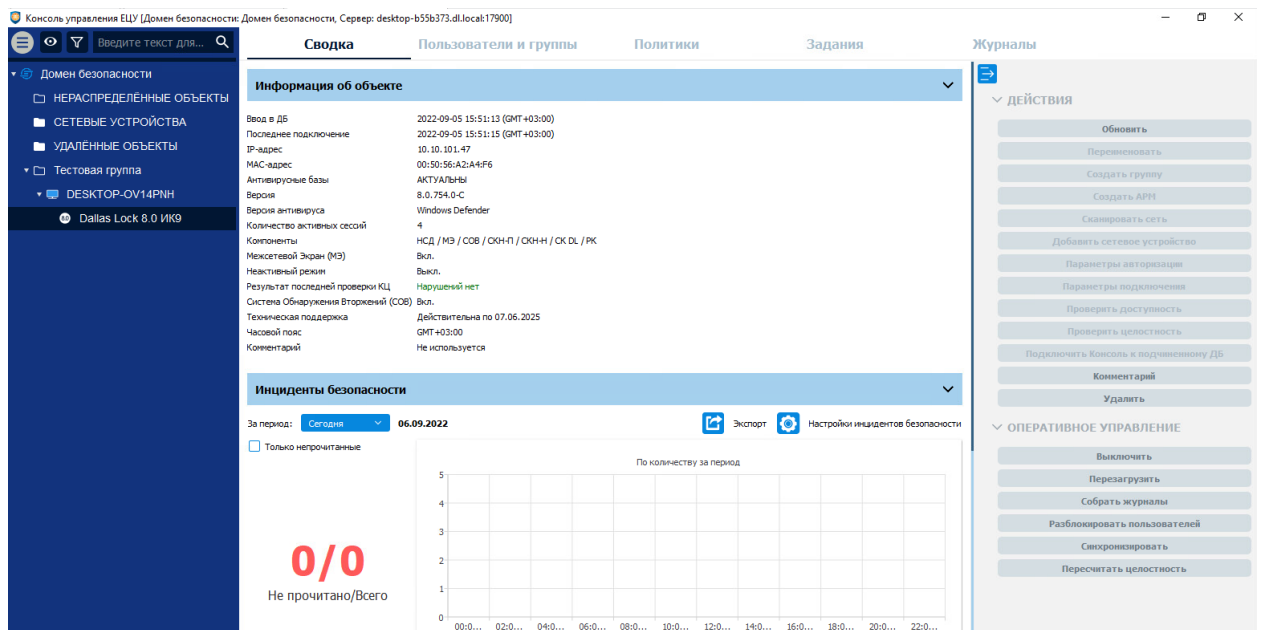 Консоль управления ЕЦУ [Домен безопасности: Домен безопасности, Сервер: desktop-b55b373.dl.local:17900]
Введите текст для...
Сводка
Пользователи и группы
Политики
Задания
Журналы
Домен безопасности
НЕРАСПРЕДЕЛЁННЫЕ ОБЪЕКТЫ
СЕТЕВЫЕ УСТРОЙСТВА
УДАЛЁННЫЕ ОБЪЕКТЫ
Тестовая группа
DESKTOP-OV14PNH
8.0
Dallas Lock 8.0 ИК9
Информация об объекте
Ввод в ДБ 2022-09-05 15:51:13 (GMT+03:00)
Последнее подключение 2022-09-05 15:51:15 (GMT+03:00)
IP-адрес 10.10.101.47
MAC-адрес 00:50:56:A2:A4:F6
Антивирусные базы АКТУАЛЬНЫ
Версия 8.0.754.0-C
Версия антивируса Windows Defender
Количество активных сессий 4
Компоненты НСД / МЭ / СОВ / СКН-П / СКН-Н / СК DL / РК
Межсетевой Экран (МЭ) Вкл.
Неактивный режим Выкл.
Результат последней проверки КЦ Нарушений нет
Система Обнаружения Вторжений (СОВ) Вкл.
Техническая поддержка Действительна по 07.06.2025
Часовой пояс GMT+03:00
Комментарий Не используется
Инциденты безопасности
За период: Сегодня 06.09.2022 Экспорт Настройки инцидентов безопасности
Только непрочитанные
0/0
Не прочитано/Всего
По количеству за период
5
4
3
2
1
0
00:0... 02:0... 04:0... 06:0... 08:0... 10:0... 12:0... 14:0... 16:0... 18:0... 20:0... 22:0...
ДЕЙСТВИЯ
Обновить
Переименовать
Создать группу
Создать АРМ
Сканировать сеть
Добавить сетевое устройство
Параметры авторизации
Параметры подключения
Проверить доступность
Проверить целостность
Подключить Консоль к подчиненному ДБ
Комментарий
Удалить
ОПЕРАТИВНОЕ УПРАВЛЕНИЕ
Выключить
Перезагрузить
Собрать журналы
Разблокировать пользователей
Синхронизировать
Пересчитать целостность